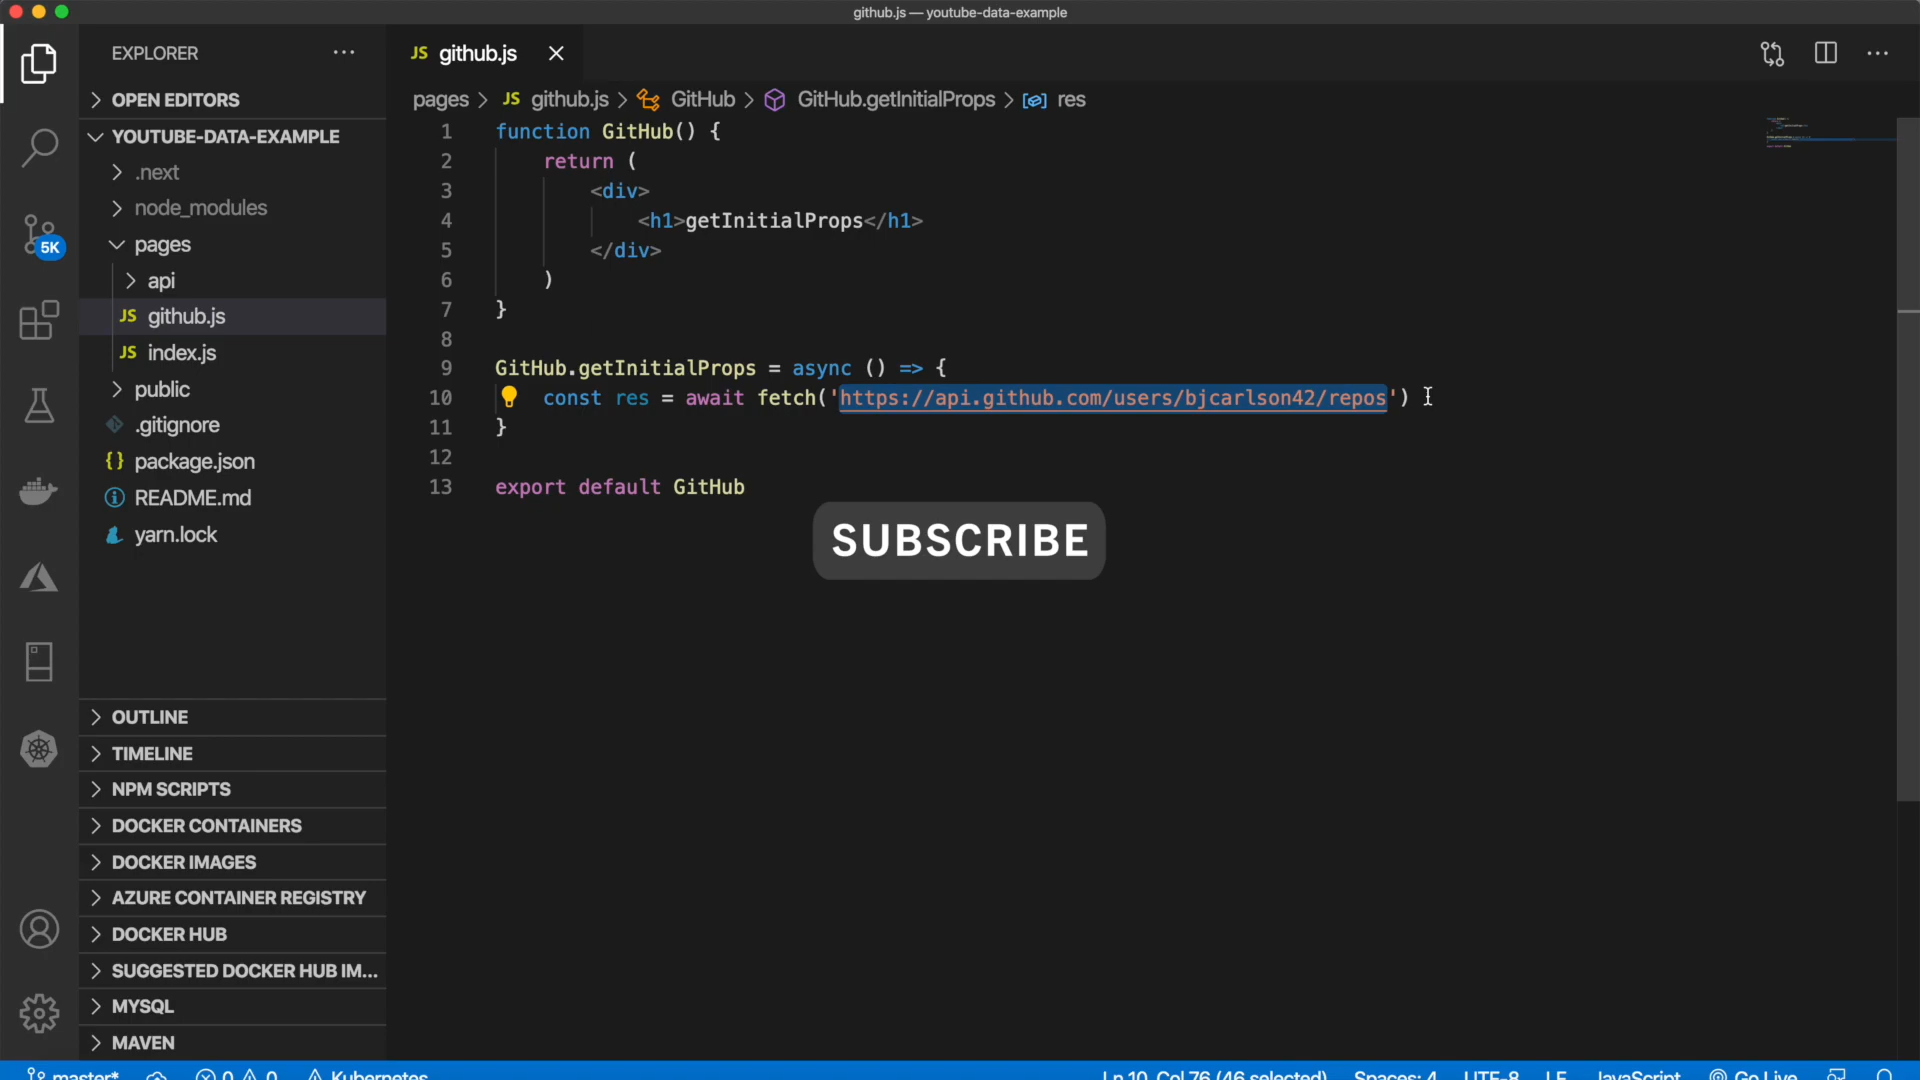 github.js — youtube-data-example
EXPLORER
OPEN EDITORS
YOUTUBE-DATA-EXAMPLE
.next
node_modules
pages
api
JS github.js
JS index.js
public
.gitignore
{} package.json
README.md
yarn.lock
OUTLINE
TIMELINE
NPM SCRIPTS
DOCKER CONTAINERS
DOCKER IMAGES
AZURE CONTAINER REGISTRY
DOCKER HUB
SUGGESTED DOCKER HUB IM...
MYSQL
MAVEN
5K
JS github.js
pages > JS github.js > GitHub > GitHub.getInitialProps > res
1 function GitHub() {
2 return (
3 <div>
4 <h1>getInitialProps</h1>
5 </div>
6 )
7 }
8
9 GitHub.getInitialProps = async () => {
10 const res = await fetch('https://api.github.com/users/bjcarlson42/repos')
11 }
12
13 export default GitHub
SUBSCRIBE
master* 0 0 Kubernetes Ln 10, Col 76 (46 selected) Spaces: 4 UTF-8 LF JavaScript Go Live